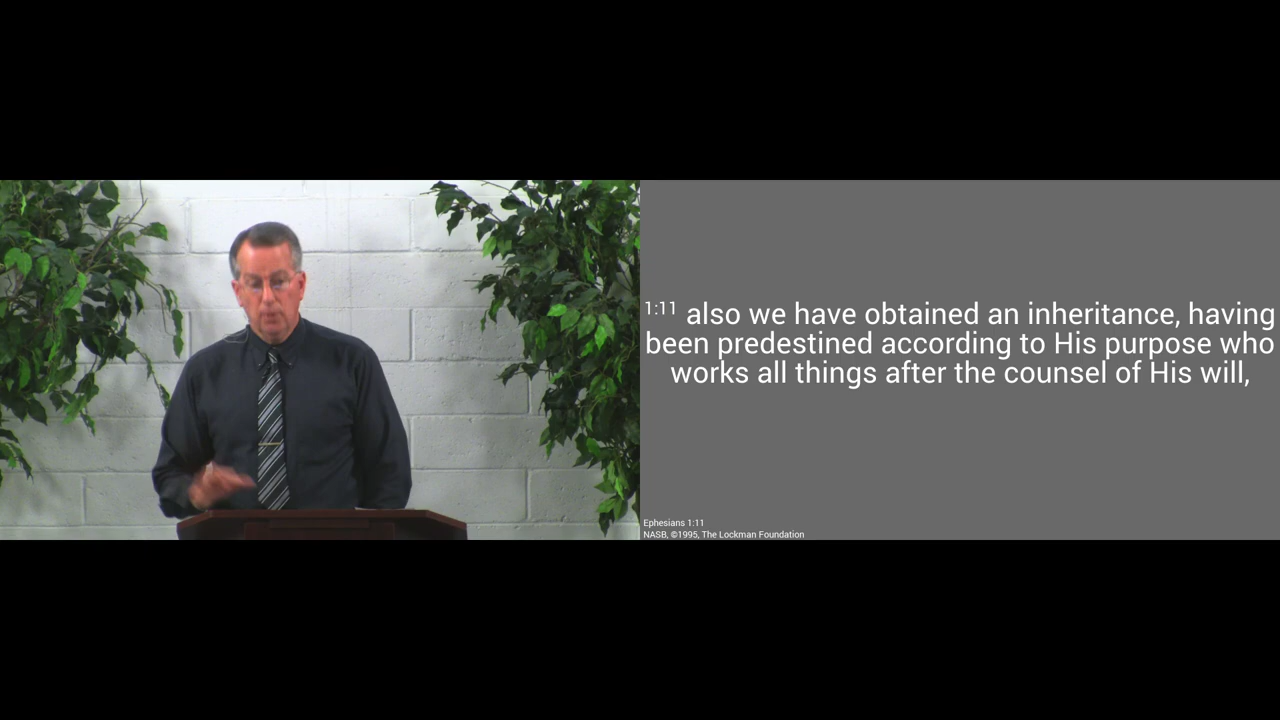 1:11 also we have obtained an inheritance, having
been predestined according to His purpose who
works all things after the counsel of His will,
Ephesians 1:11
NASB, ©1995, The Lockman Foundation